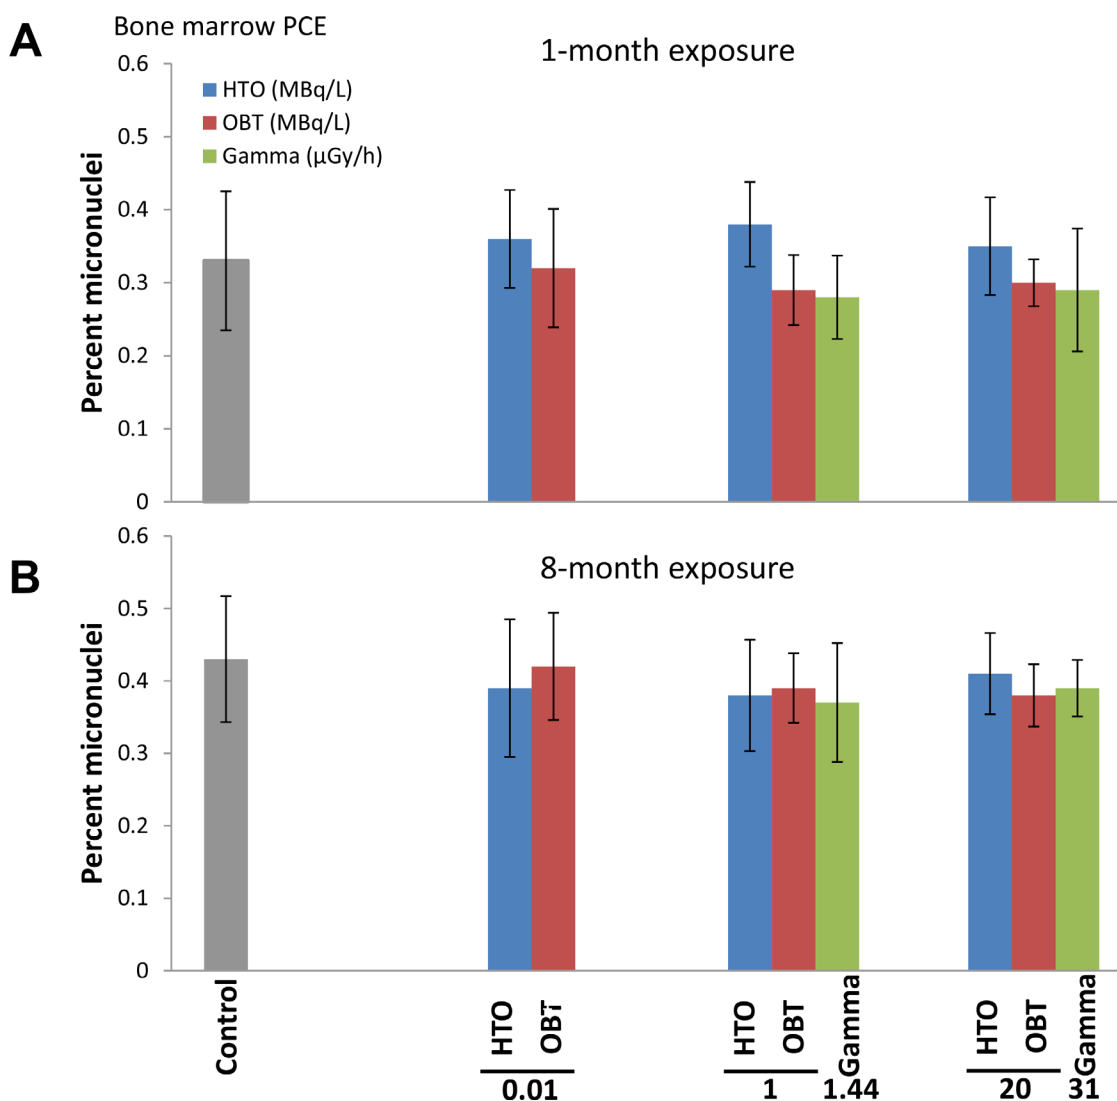 A
Bone marrow PCE
1-month exposure
HTO (MBq/L)
OBT (MBq/L)
Gamma (µGy/h)
Percent micronuclei
0.6
0.5
0.4
0.3
0.2
0.1
0
B
8-month exposure
Percent micronuclei
0.6
0.5
0.4
0.3
0.2
0.1
0
Control
HTO
OBT
HTO
OBT
Gamma
HTO
OBT
Gamma
0.01
1
1.44
20
31